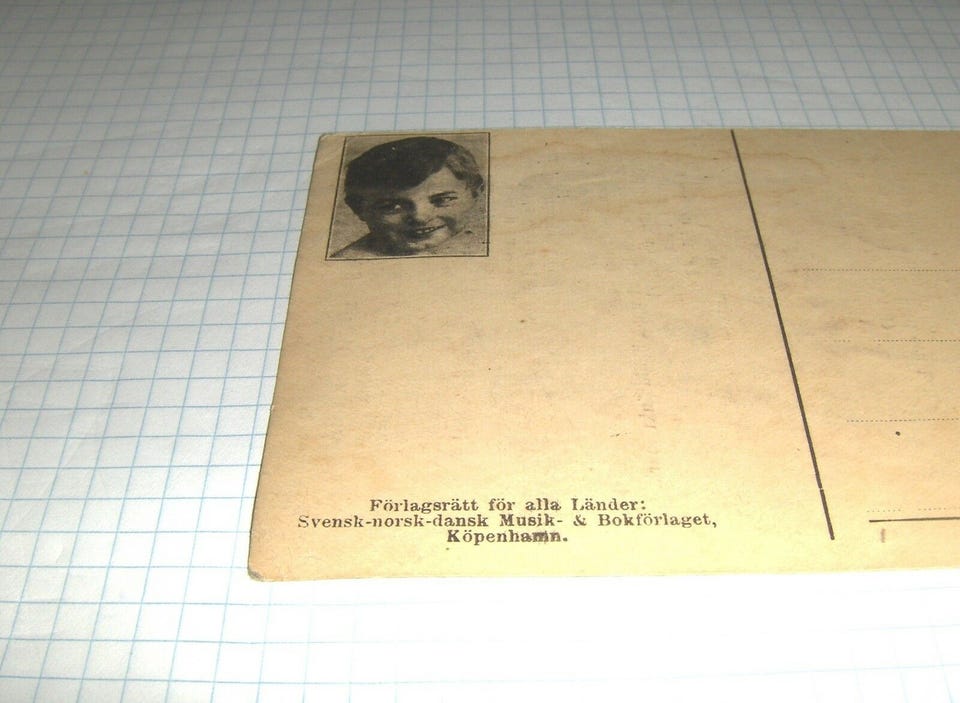 Förlagsrätt för alla Länder:
Svensk-norsk-dansk Musik- & Bokförlaget,
Köpenhamn.